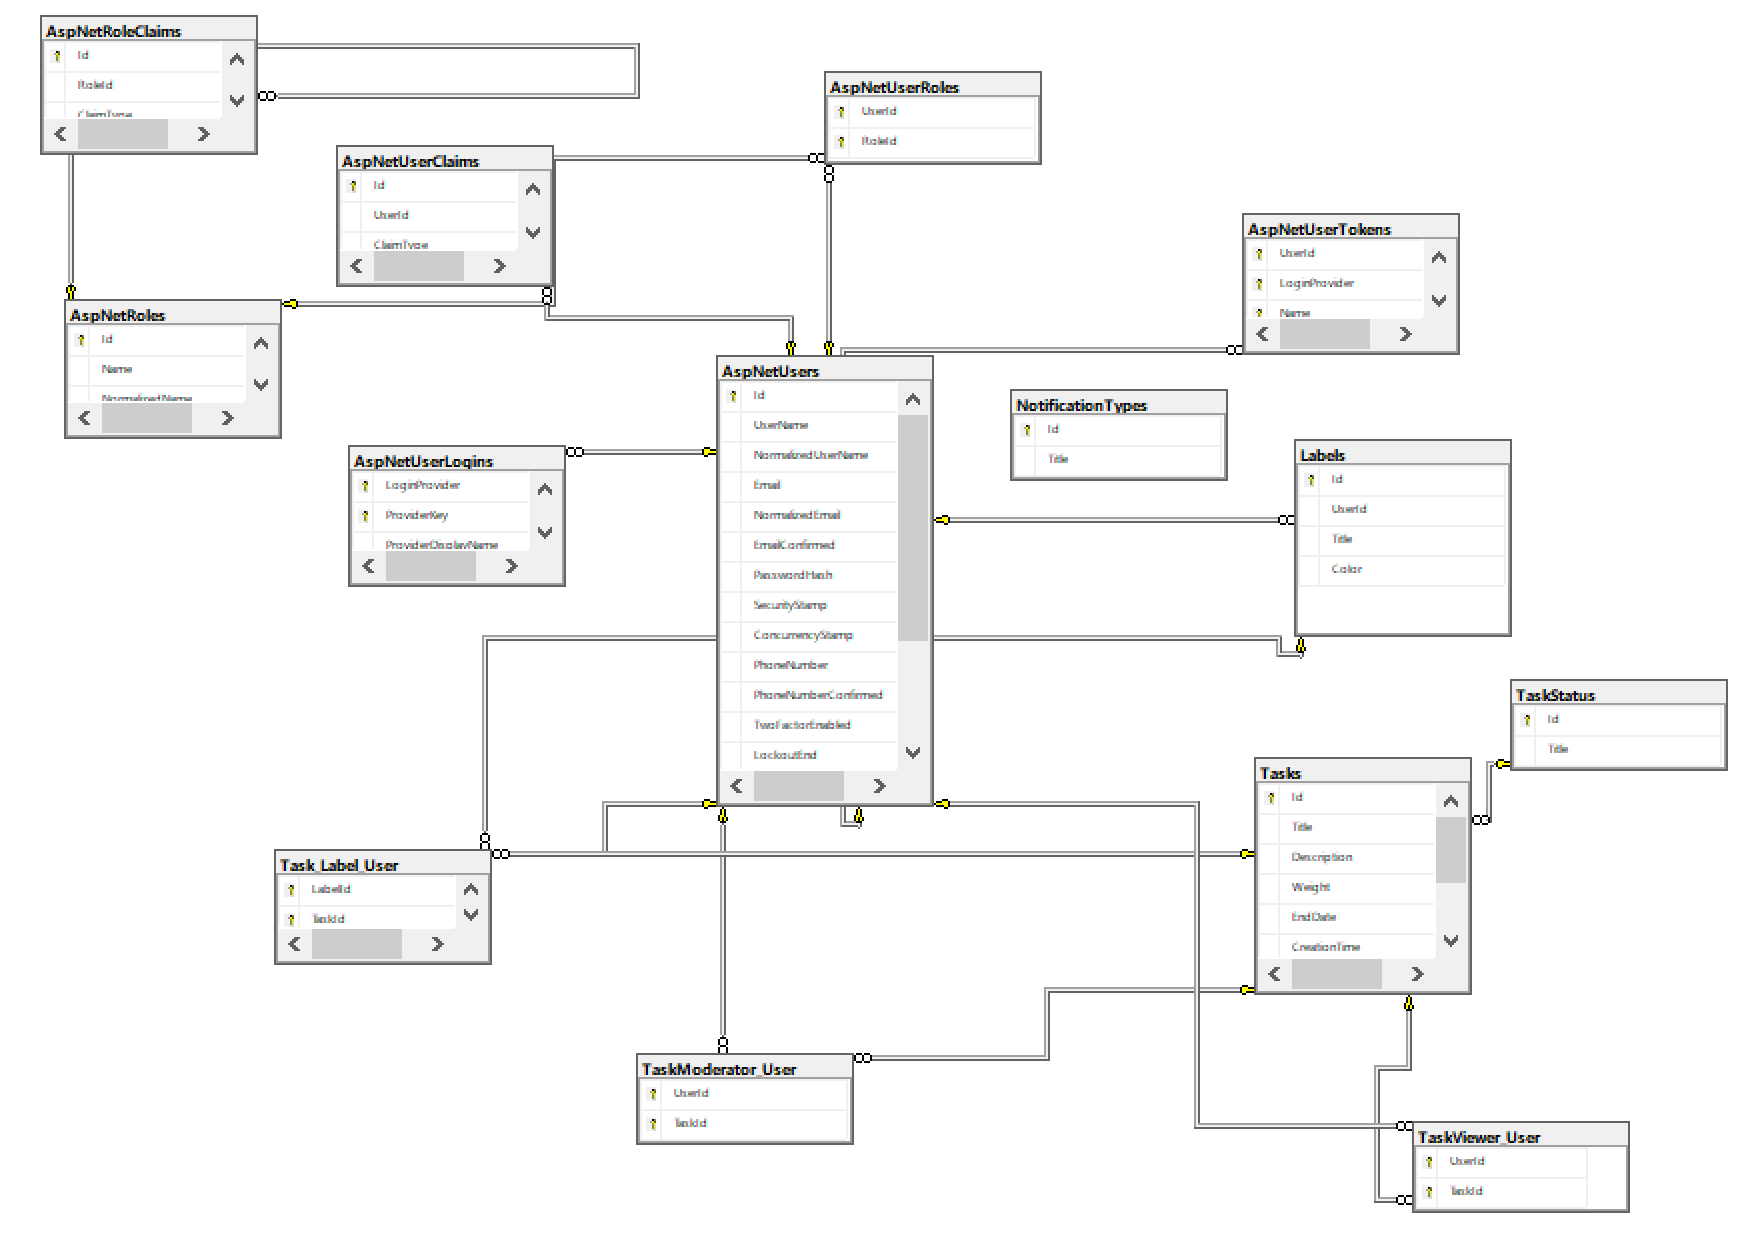 AspNetRoleClaims
Id
RoleId
ClaimType
AspNetUserRoles
UserId
RoleId
AspNetUserClaims
Id
UserId
ClaimType
AspNetUserTokens
UserId
LoginProvider
Name
AspNetRoles
Id
Name
NormalizedName
AspNetUsers
Id
UserName
NormalizedUserName
Email
NormalizedEmail
EmailConfirmed
PasswordHash
SecurityStamp
ConcurrencyStamp
PhoneNumber
PhoneNumberConfirmed
TwoFactorEnabled
LockoutEnd
NotificationTypes
Id
Title
AspNetUserLogins
LoginProvider
ProviderKey
ProviderDisplayName
Labels
Id
UserId
Title
Color
TaskStatus
Id
Title
Tasks
Id
Title
Description
Weight
EndDate
CreationTime
Task_Label_User
LabelId
TaskId
TaskModerator_User
UserId
TaskId
TaskViewer_User
UserId
TaskId